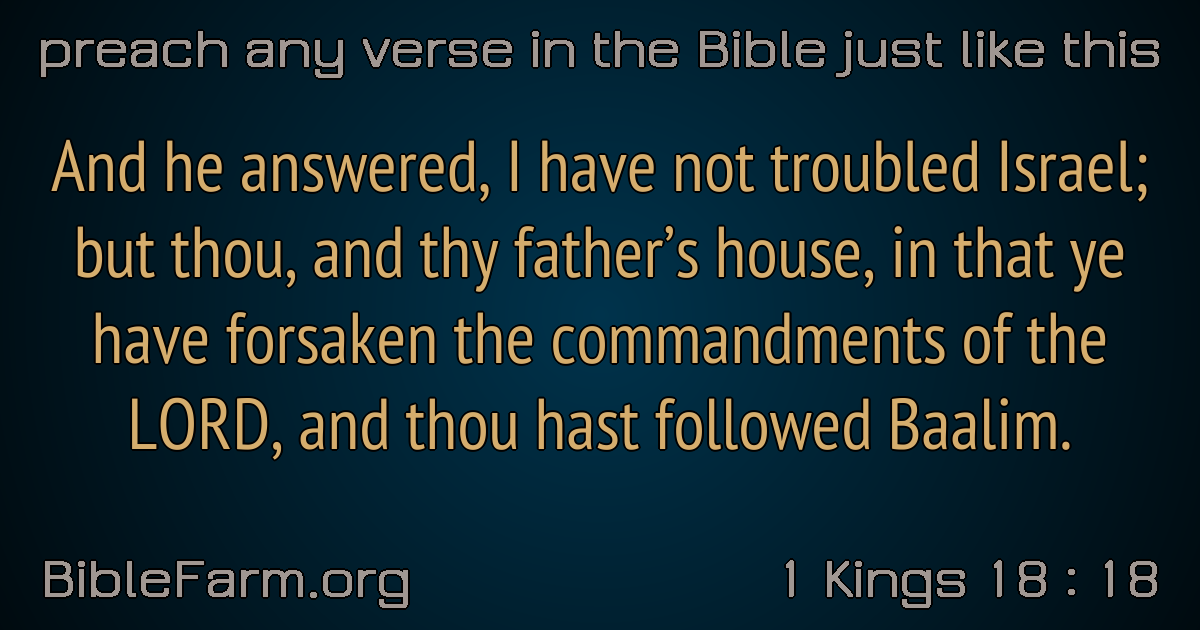 preach any verse in the Bible just like this
And he answered, I have not troubled Israel;
but thou, and thy father’s house, in that ye
have forsaken the commandments of the
LORD, and thou hast followed Baalim.
BibleFarm.org
1 Kings 18 : 18